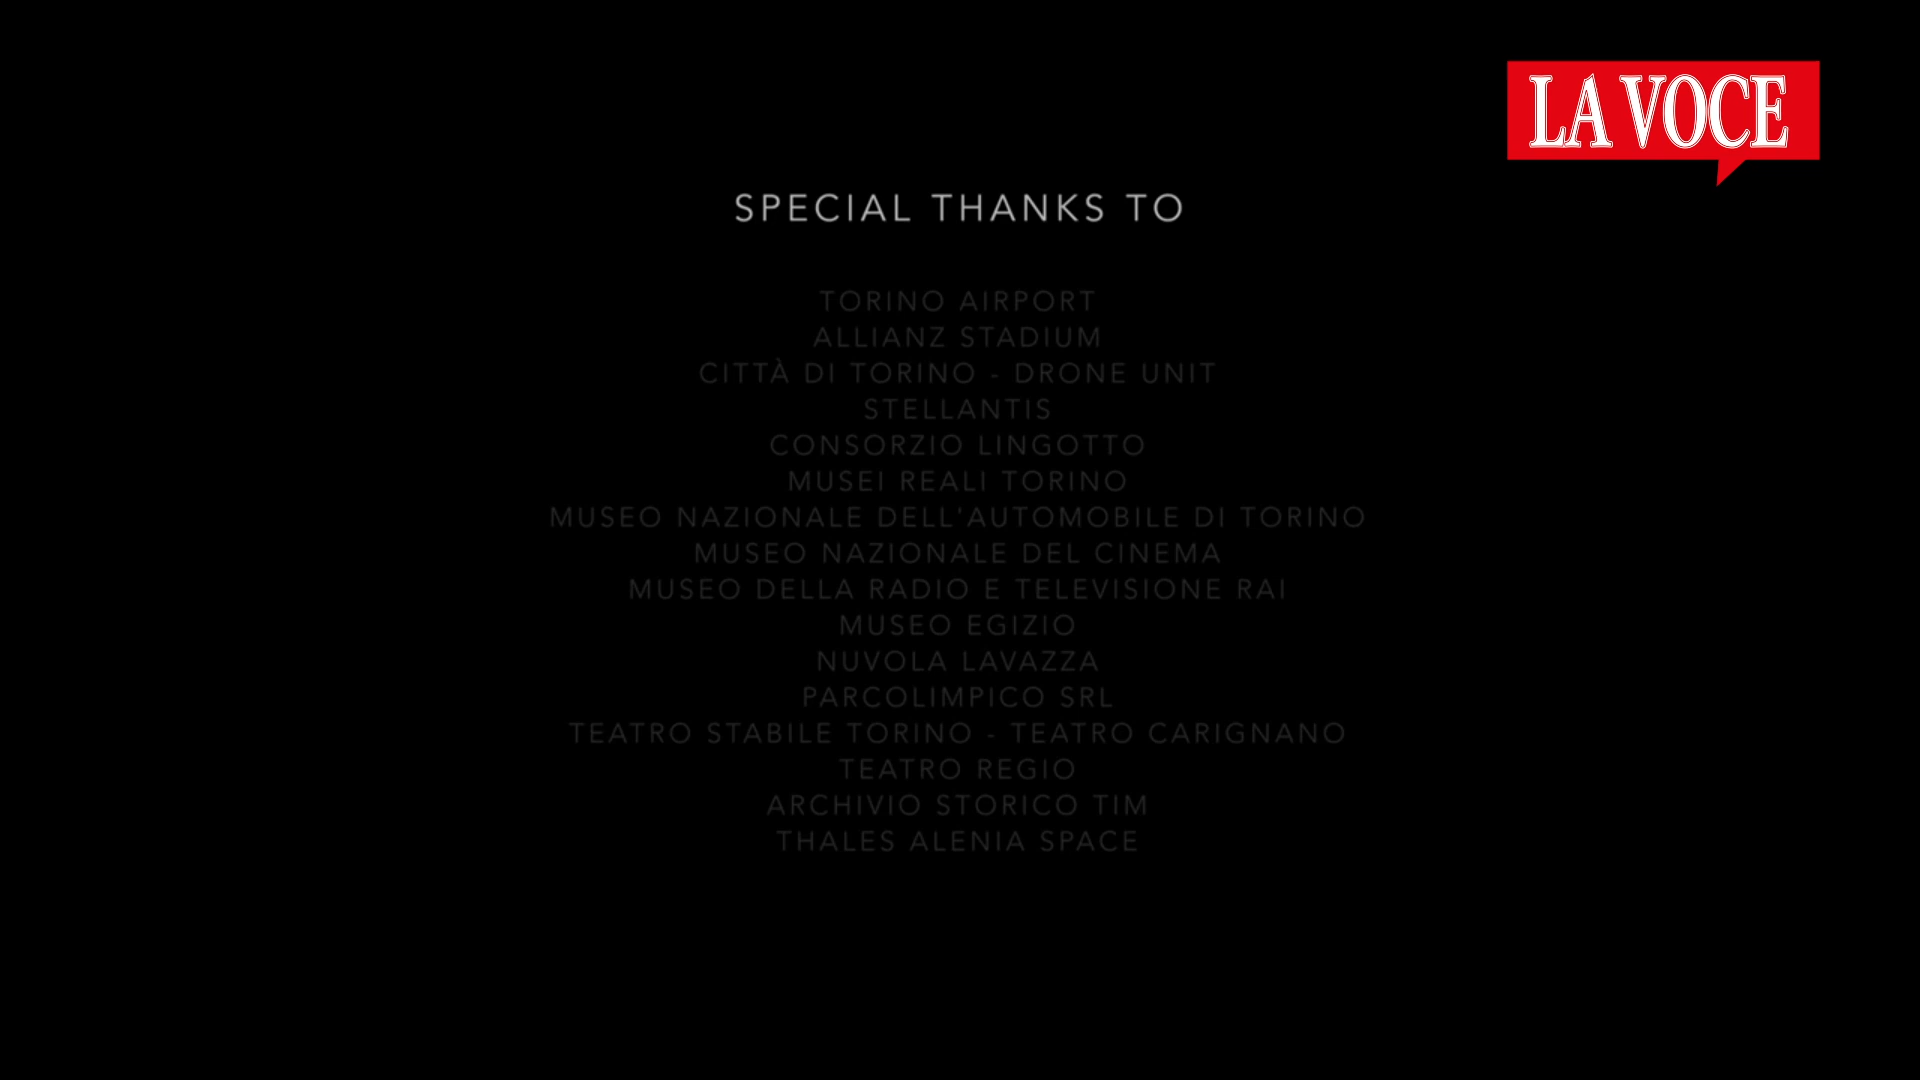 LA VOCE
SPECIAL THANKS TO
TORINO AIRPORT
ALLIANZ STADIUM
CITTÀ DI TORINO - DRONE UNIT
STELLANTIS
CONSORZIO LINGOTTO
MUSEI REALI TORINO
MUSEO NAZIONALE DELL'AUTOMOBILE DI TORINO
MUSEO NAZIONALE DEL CINEMA
MUSEO DELLA RADIO E TELEVISIONE RAI
MUSEO EGIZIO
NUVOLA LAVAZZA
PARCOLIMPICO SRL
TEATRO STABILE TORINO - TEATRO CARIGNANO
TEATRO REGIO
ARCHIVIO STORICO TIM
THALES ALENIA SPACE